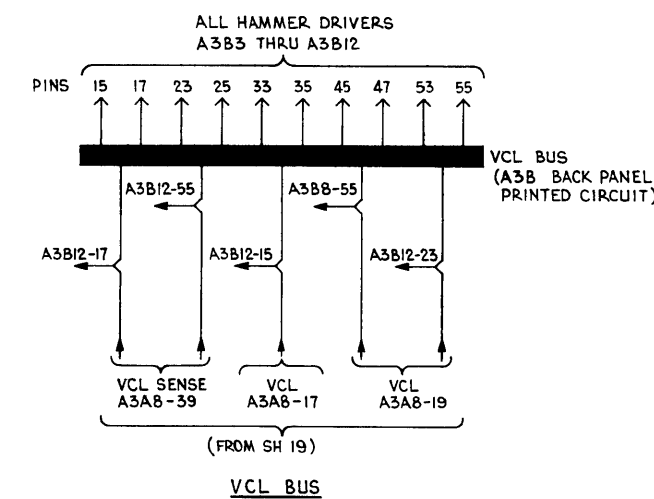 ALL HAMMER DRIVERS
A3B3 THRU A3B12
PINS 15 17 23 25 33 35 45 47 53 55
VCL BUS
(A3B BACK PANEL
PRINTED CIRCUIT)
A3B12-55 A3B8-55
A3B12-17 A3B12-15 A3B12-23
VCL SENSE VCL VCL
A3A8-39 A3A8-17 A3A8-19
(FROM SH 19)
VCL BUS